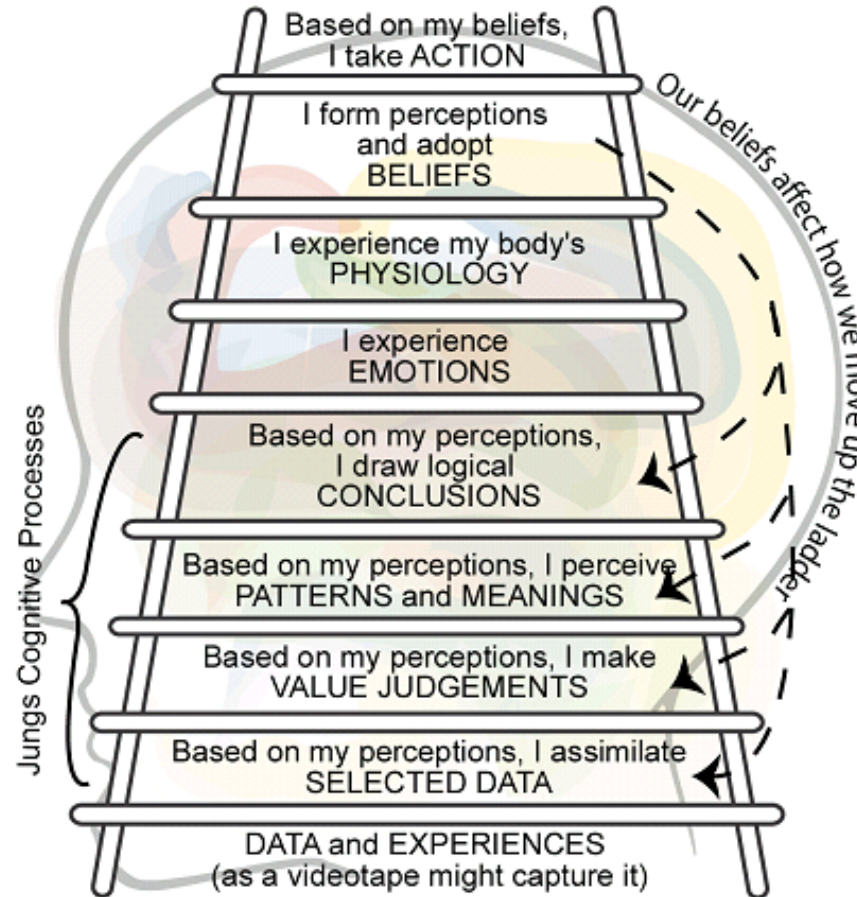 Based on my beliefs,
I take ACTION
I form perceptions
and adopt
BELIEFS
I experience my body's
PHYSIOLOGY
I experience
EMOTIONS
Based on my perceptions,
I draw logical
CONCLUSIONS
Based on my perceptions, I perceive
PATTERNS and MEANINGS
Based on my perceptions, I make
VALUE JUDGEMENTS
Based on my perceptions, I assimilate
SELECTED DATA
DATA and EXPERIENCES
(as a videotape might capture it)
Jungs Cognitive Processes
Our beliefs affect how we move up the ladder